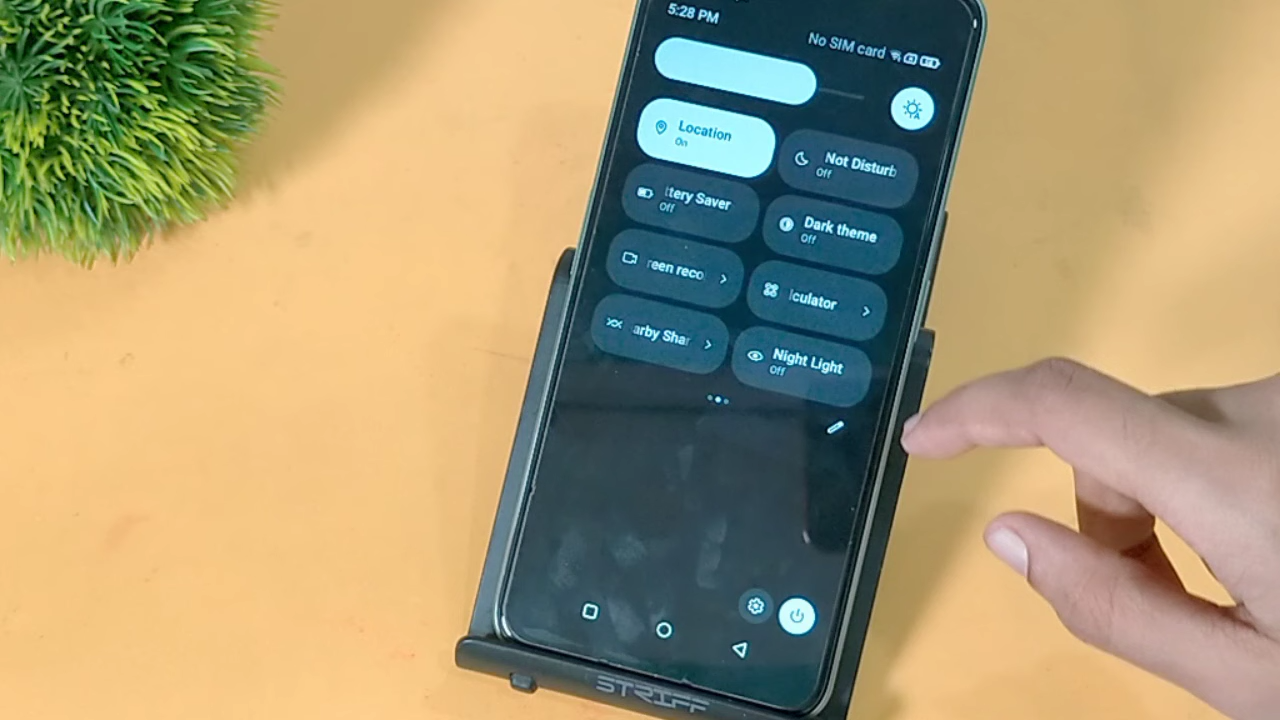 5:28 PM
No SIM card
Location
On
Not Disturb
Off
ttery Saver
Off
Dark theme
Off
reen reco
lculator
arby Shar
Night Light
Off
STRIFF